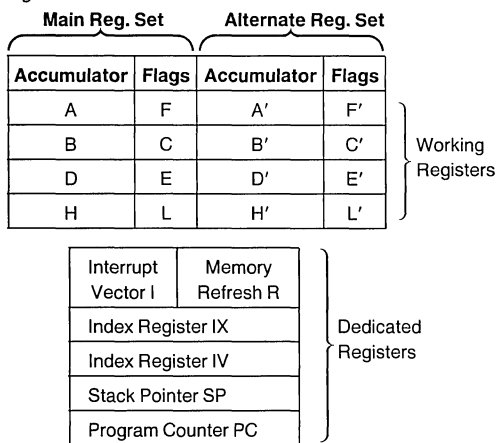 Main Reg. Set Alternate Reg. Set
Accumulator Flags Accumulator Flags
A F A′ F′
B C B′ C′
D E D′ E′
H L H′ L′
Working
Registers
Interrupt
Vector I
Memory
Refresh R
Index Register IX
Index Register IV
Stack Pointer SP
Program Counter PC
Dedicated
Registers